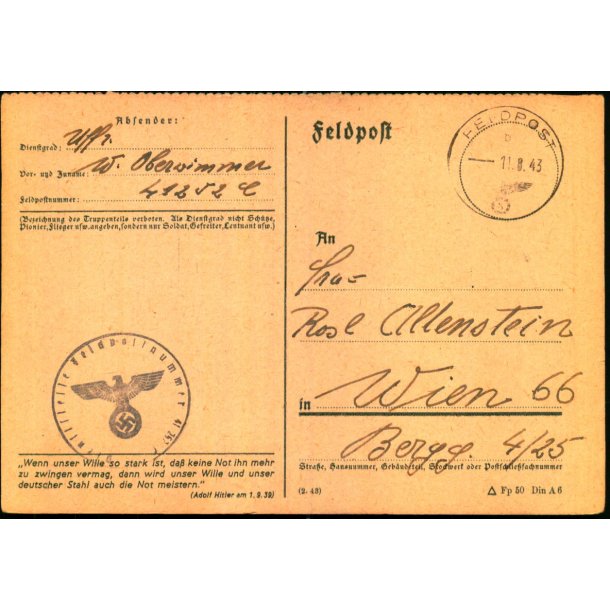 Absender:
Dienstgrad: Uffz.
Vor- und Zuname: W. Oberwimmer
Feldpostnummer: 41252 C
(Bezeichnung des Truppenteils verboten. Als Dienstgrad nicht Schütze,
Pionier, Flieger usw. angeben, sondern nur Soldat, Gefreiter, Leutnant usw.)
Feldpostnummer
„Wenn unser Wille so stark ist, daß keine Not ihn mehr
zu zwingen vermag, dann wird unser Wille und unser
deutscher Stahl auch die Not meistern."
(Adolf Hitler am 1. 9. 39)
Feldpost
FELDPOST
b
11.8.43
An
Frau
Rosl Allenstein
in Wien 66
Bergg. 4/25
Straße, Hausnummer, Gebäudeteil, Stockwerk oder Postschließfachnummer
(2. 43)
△ Fp 50 Din A 6